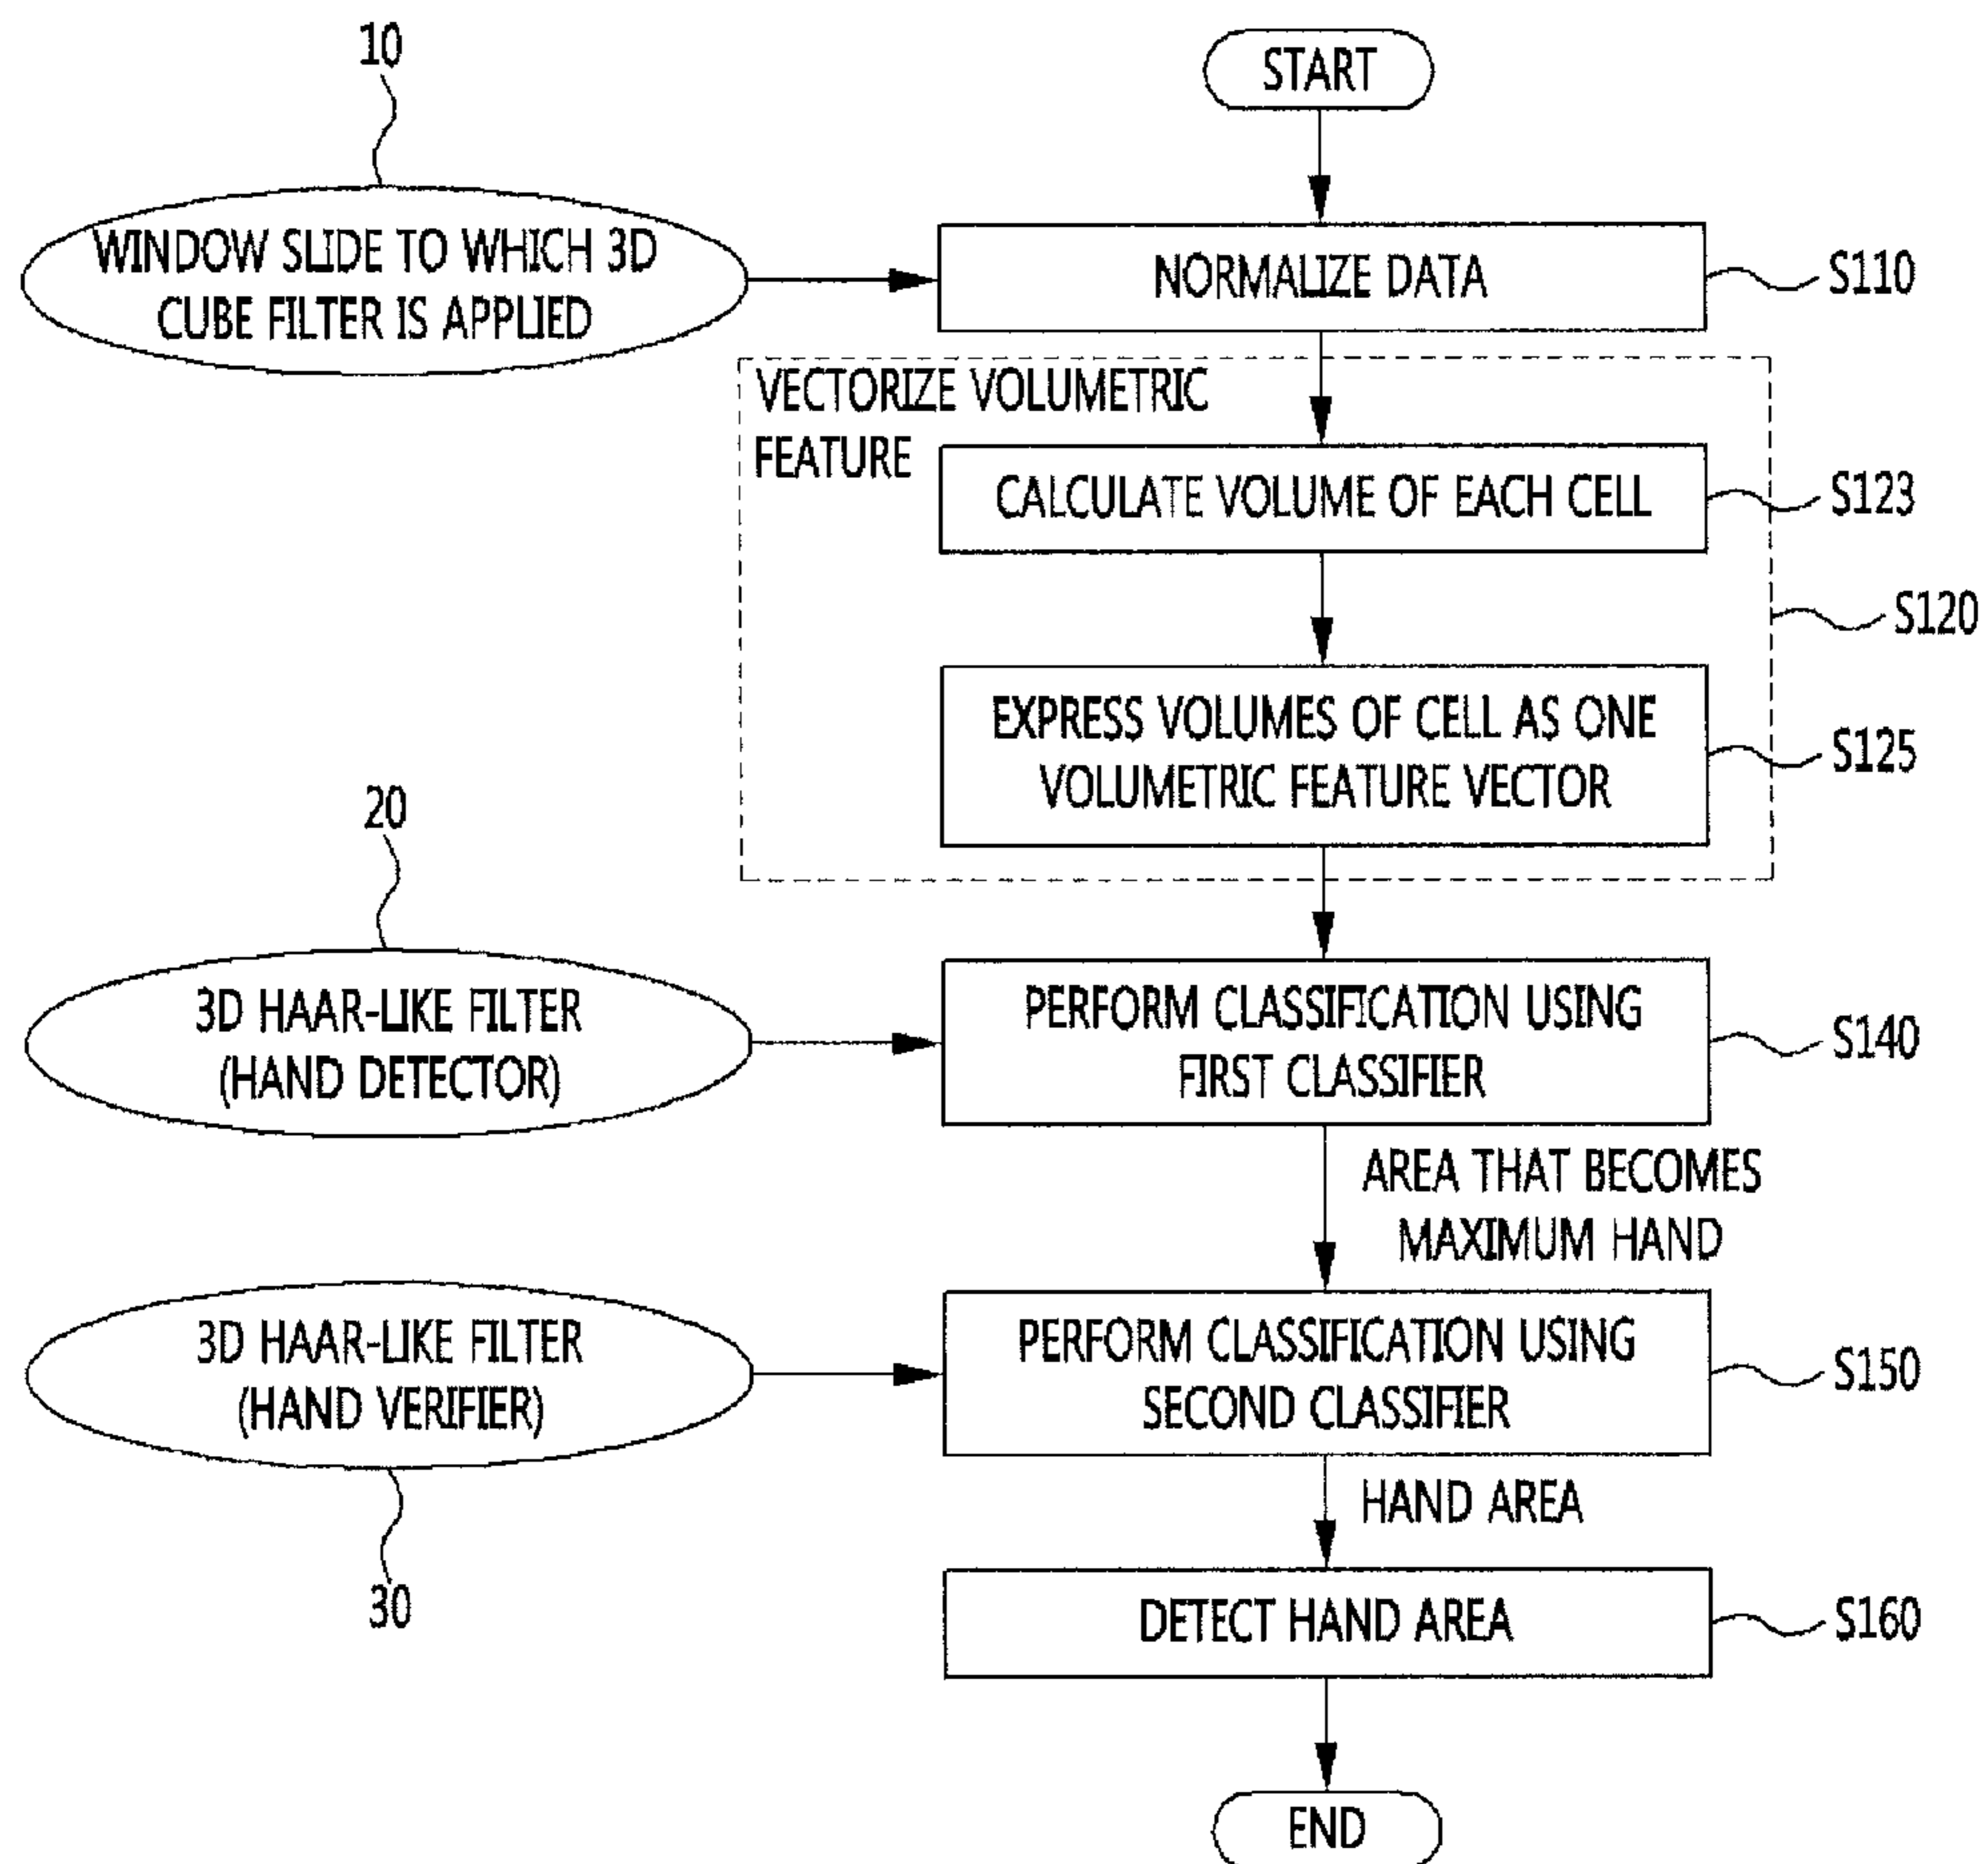 10
START
WINDOW SLIDE TO WHICH 3D
CUBE FILTER IS APPLIED
NORMALIZE DATA
S110
VECTORIZE VOLUMETRIC
FEATURE
CALCULATE VOLUME OF EACH CELL
S123
S120
EXPRESS VOLUMES OF CELL AS ONE
VOLUMETRIC FEATURE VECTOR
S125
20
3D HAAR-LIKE FILTER
(HAND DETECTOR)
PERFORM CLASSIFICATION USING
FIRST CLASSIFIER
S140
AREA THAT BECOMES
MAXIMUM HAND
3D HAAR-LIKE FILTER
(HAND VERIFIER)
PERFORM CLASSIFICATION USING
SECOND CLASSIFIER
S150
HAND AREA
30
DETECT HAND AREA
S160
END